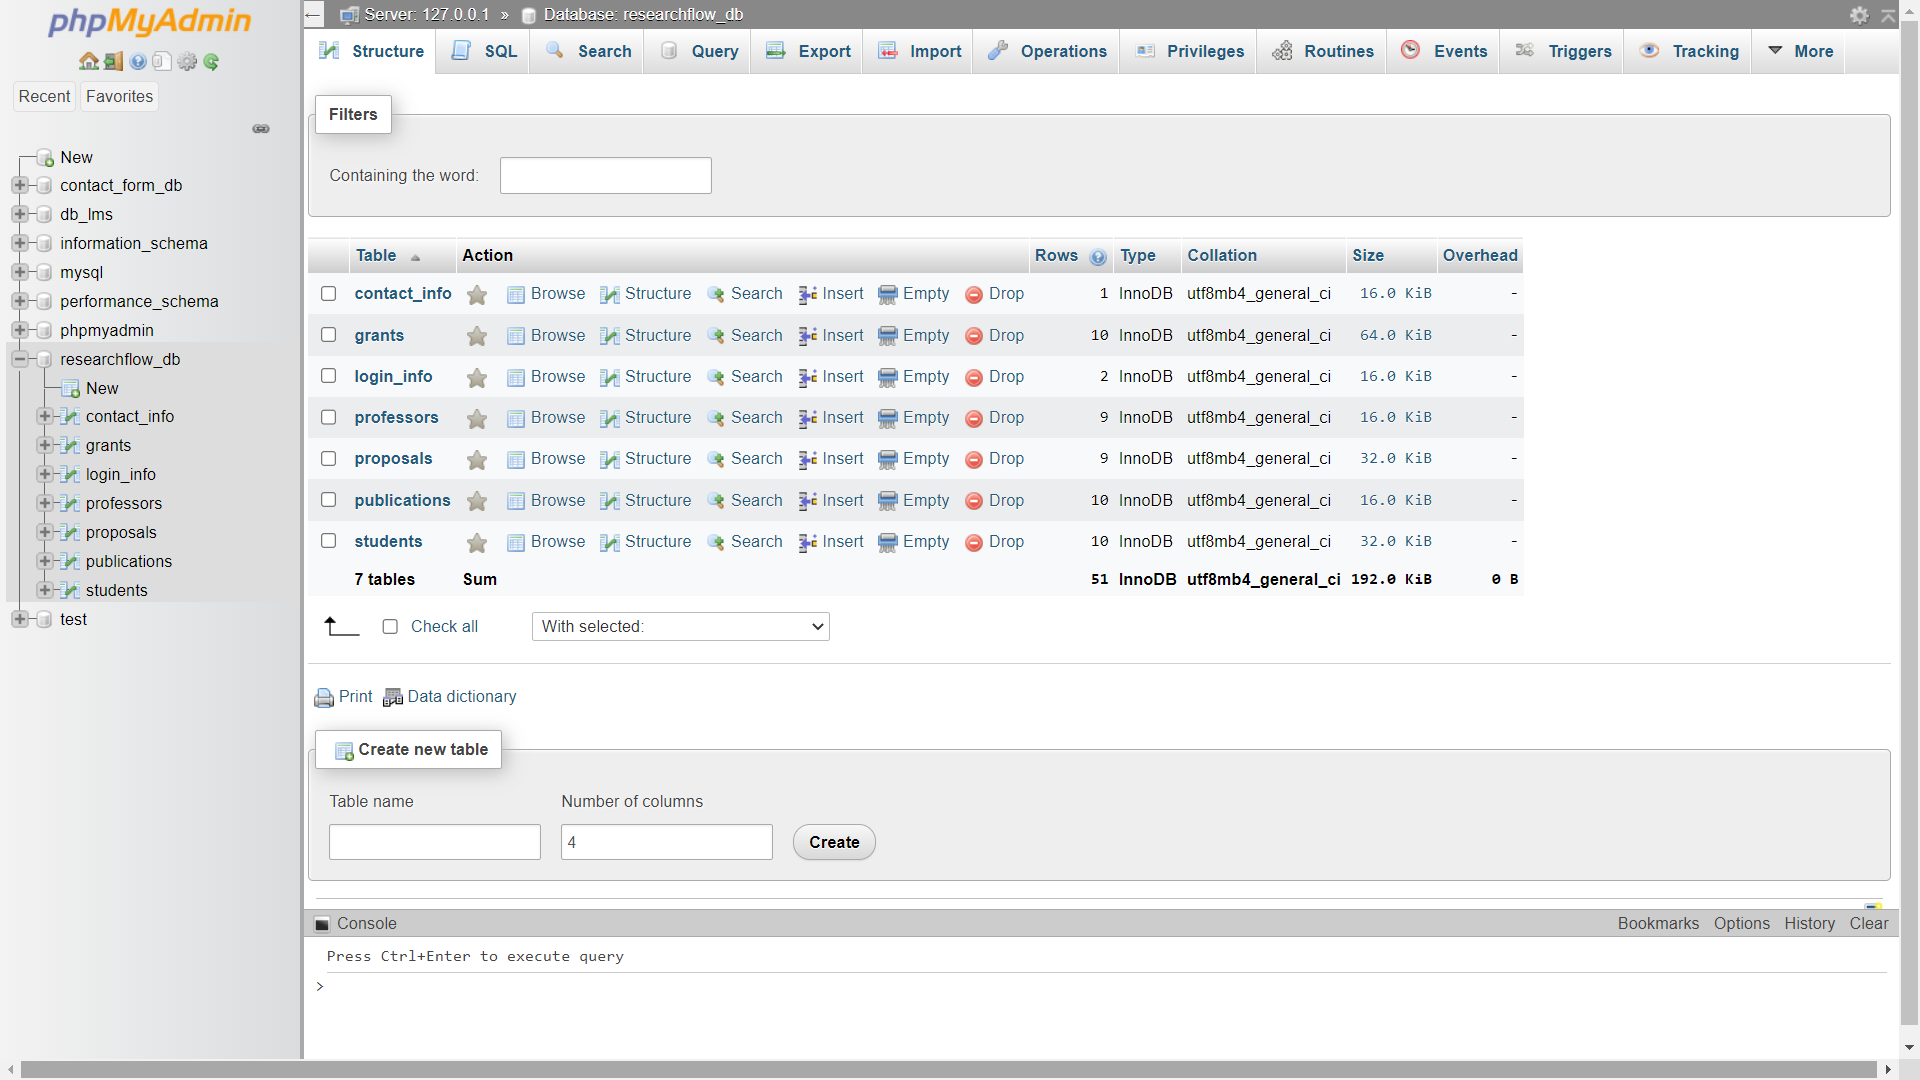 phpMyAdmin
Recent Favorites
New
contact_form_db
db_lms
information_schema
mysql
performance_schema
phpmyadmin
researchflow_db
New
contact_info
grants
login_info
professors
proposals
publications
students
test
← Server: 127.0.0.1 » Database: researchflow_db
Structure SQL Search Query Export Import Operations Privileges Routines Events Triggers Tracking More
Filters
Containing the word:
Table Action Rows Type Collation Size Overhead
contact_info Browse Structure Search Insert Empty Drop 1 InnoDB utf8mb4_general_ci 16.0 KiB -
grants Browse Structure Search Insert Empty Drop 10 InnoDB utf8mb4_general_ci 64.0 KiB -
login_info Browse Structure Search Insert Empty Drop 2 InnoDB utf8mb4_general_ci 16.0 KiB -
professors Browse Structure Search Insert Empty Drop 9 InnoDB utf8mb4_general_ci 16.0 KiB -
proposals Browse Structure Search Insert Empty Drop 9 InnoDB utf8mb4_general_ci 32.0 KiB -
publications Browse Structure Search Insert Empty Drop 10 InnoDB utf8mb4_general_ci 16.0 KiB -
students Browse Structure Search Insert Empty Drop 10 InnoDB utf8mb4_general_ci 32.0 KiB -
7 tables Sum 51 InnoDB utf8mb4_general_ci 192.0 KiB 0 B
Check all With selected:
Print Data dictionary
Create new table
Table name Number of columns
4 Create
Console Bookmarks Options History Clear
Press Ctrl+Enter to execute query
>